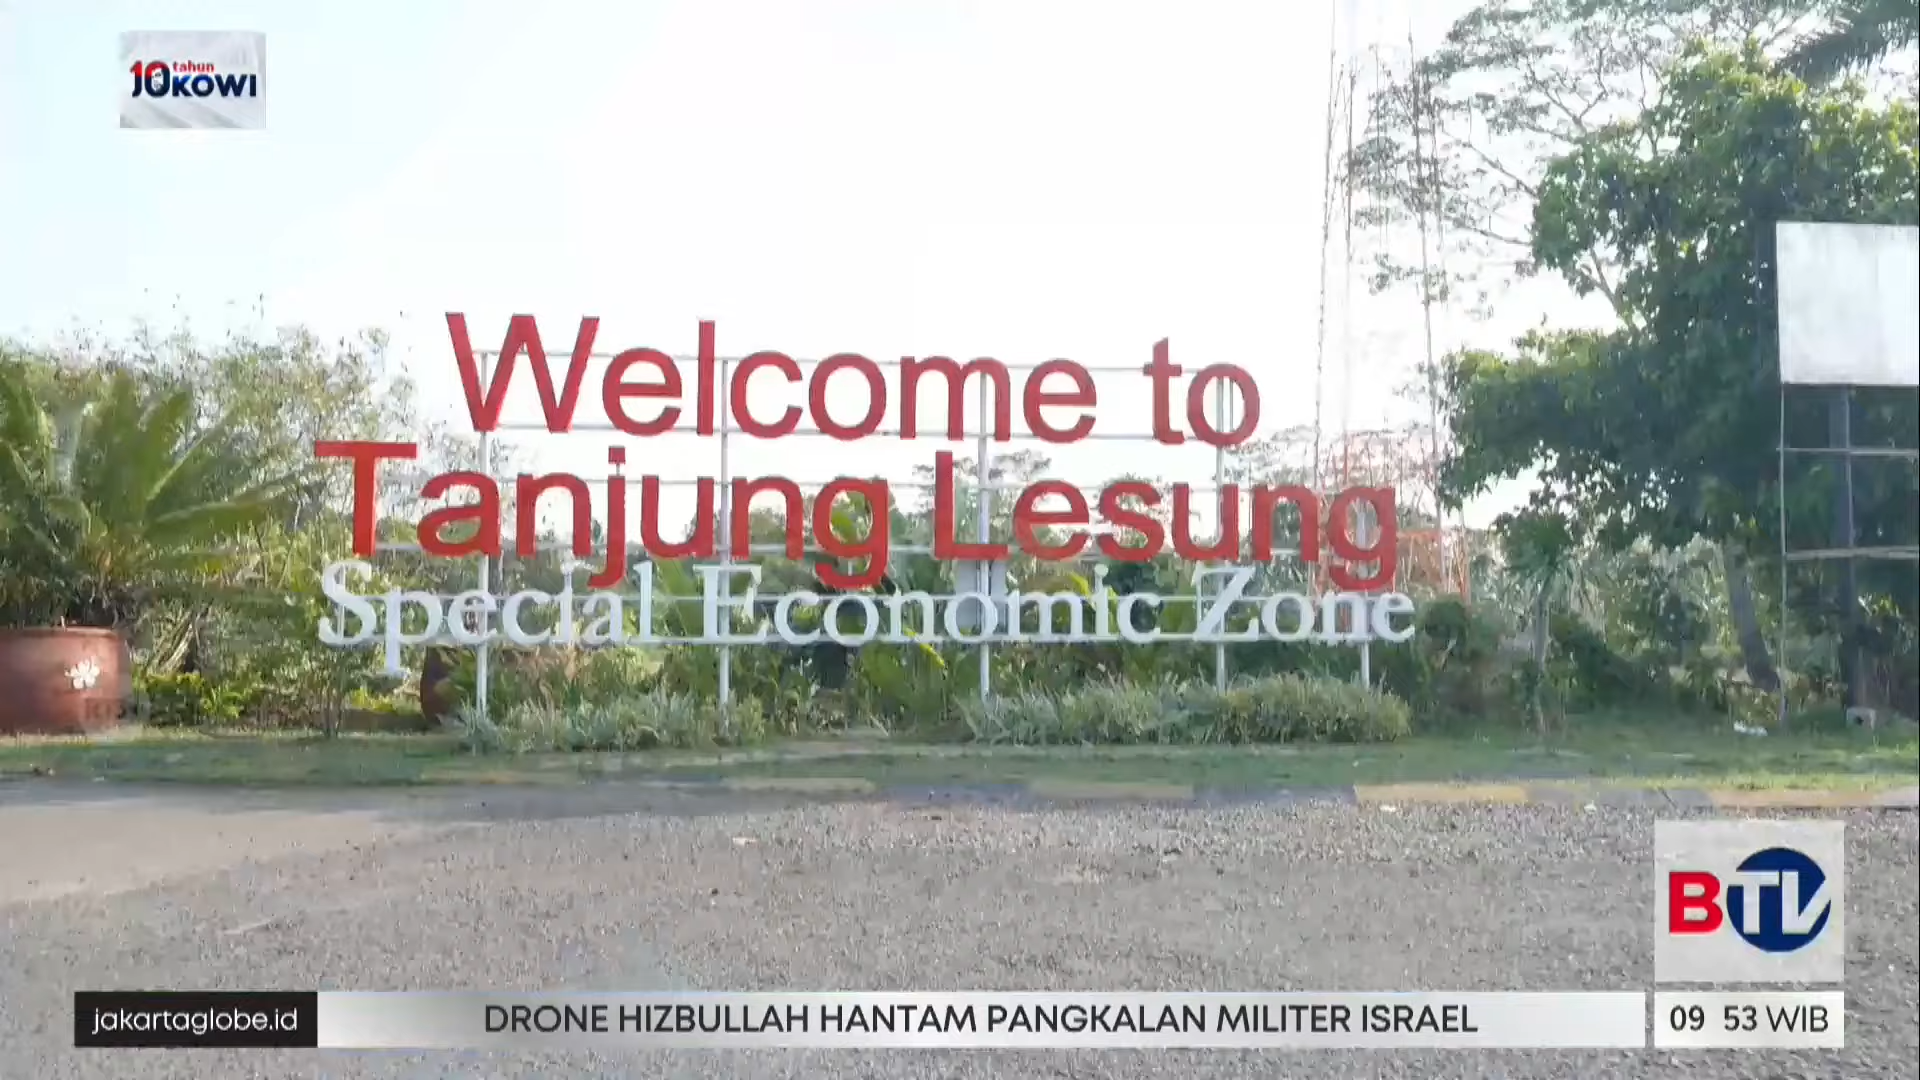 10 tahun
JOKOWI
Welcome to
Tanjung Lesung
Special Economic Zone
BTV
jakartaglobe.id
DRONE HIZBULLAH HANTAM PANGKALAN MILITER ISRAEL
09 53 WIB